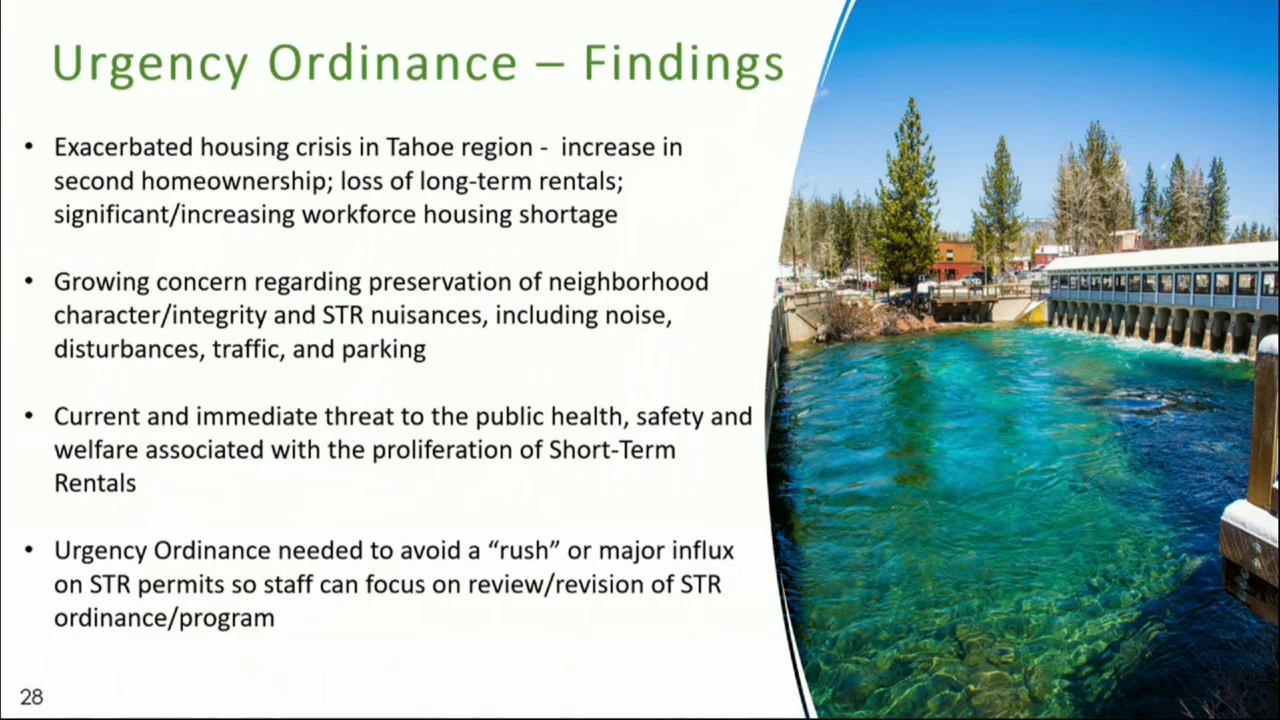 Urgency Ordinance – Findings
• Exacerbated housing crisis in Tahoe region -  increase in
second homeownership; loss of long-term rentals;
significant/increasing workforce housing shortage
• Growing concern regarding preservation of neighborhood
character/integrity and STR nuisances, including noise,
disturbances, traffic, and parking
• Current and immediate threat to the public health, safety and
welfare associated with the proliferation of Short-Term
Rentals
• Urgency Ordinance needed to avoid a “rush” or major influx
on STR permits so staff can focus on review/revision of STR
ordinance/program
28